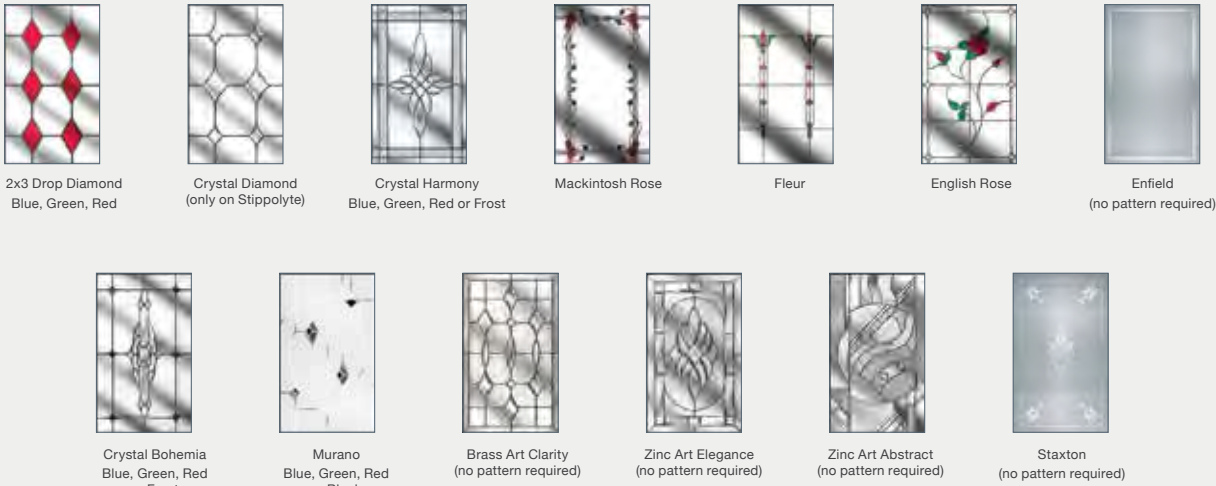 2x3 Drop Diamond
Blue, Green, Red
Crystal Diamond
(only on Stippolyte)
Crystal Harmony
Blue, Green, Red or Frost
Mackintosh Rose
Fleur
English Rose
Enfield
(no pattern required)
Crystal Bohemia
Blue, Green, Red
Murano
Blue, Green, Red
Brass Art Clarity
(no pattern required)
Zinc Art Elegance
(no pattern required)
Zinc Art Abstract
(no pattern required)
Staxton
(no pattern required)